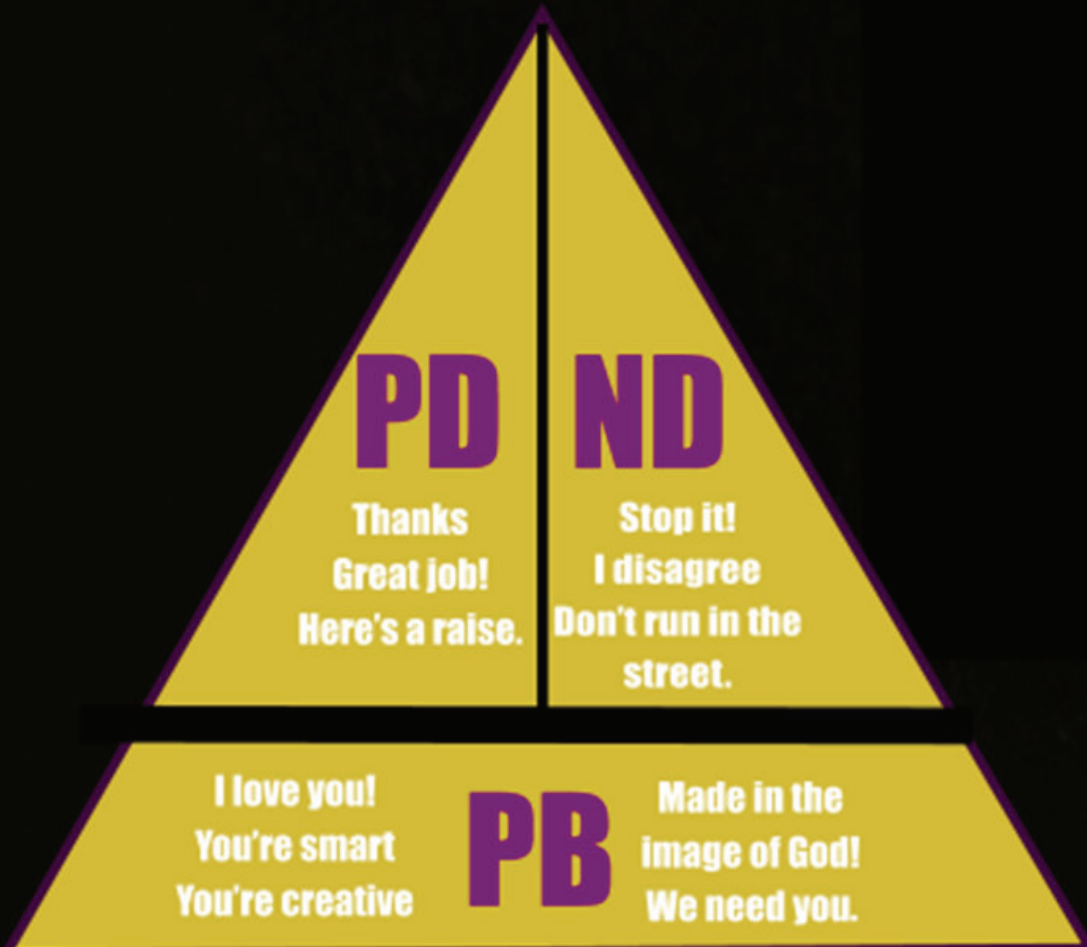 PD
Thanks
Great job!
Here's a raise.
ND
Stop it!
I disagree
Don't run in the
street.
I love you!
You're smart
You're creative
PB
Made in the
image of God!
We need you.